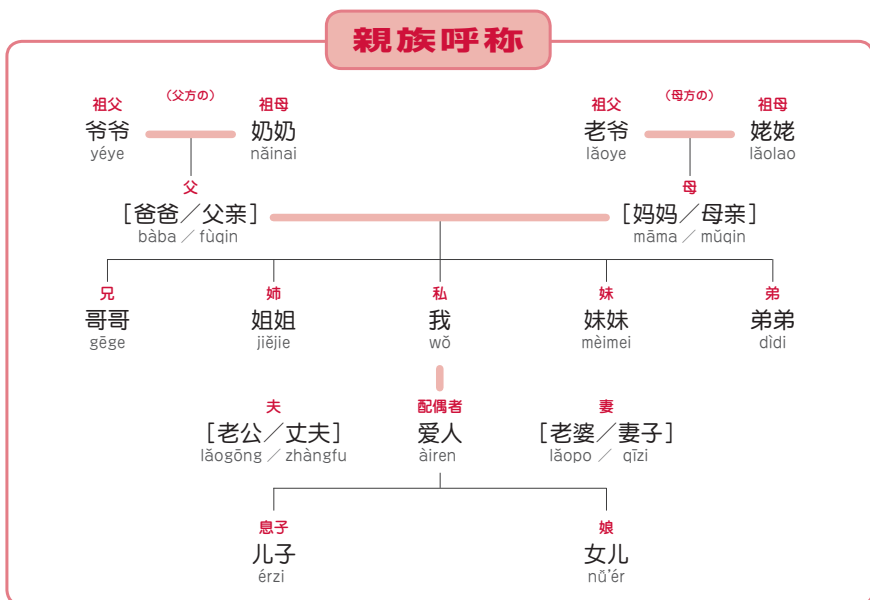 親族呼称
祖父 （父方の） 祖母
爷爷 奶奶
yéye nǎinai
祖父 （母方の） 祖母
老爷 姥姥
lǎoye lǎolao
父
[爸爸／父亲]
bàba ／ fùqin
母
[妈妈／母亲]
māma ／ mǔqin
兄 姉 私 妹 弟
哥哥 姐姐 我 妹妹 弟弟
gēge jiějie wǒ mèimei dìdi
夫 配偶者 妻
[老公／丈夫] 爱人 [老婆／妻子]
lǎogōng ／ zhàngfu àiren lǎopo ／ qīzi
息子 娘
儿子 女儿
érzi nǚ’ér